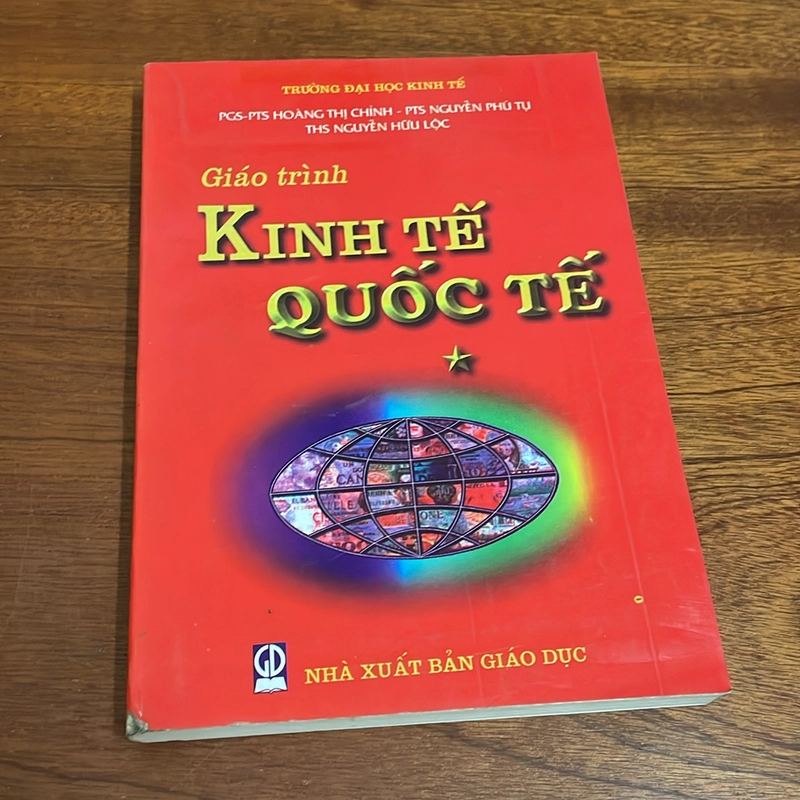 TRƯỜNG ĐẠI HỌC KINH TẾ
PGS-PTS HOÀNG THỊ CHỈNH - PTS NGUYỄN PHÚ TỤ
THS NGUYỄN HỮU LỘC
Giáo trình
KINH TẾ
QUỐC TẾ
GD
NHÀ XUẤT BẢN GIÁO DỤC